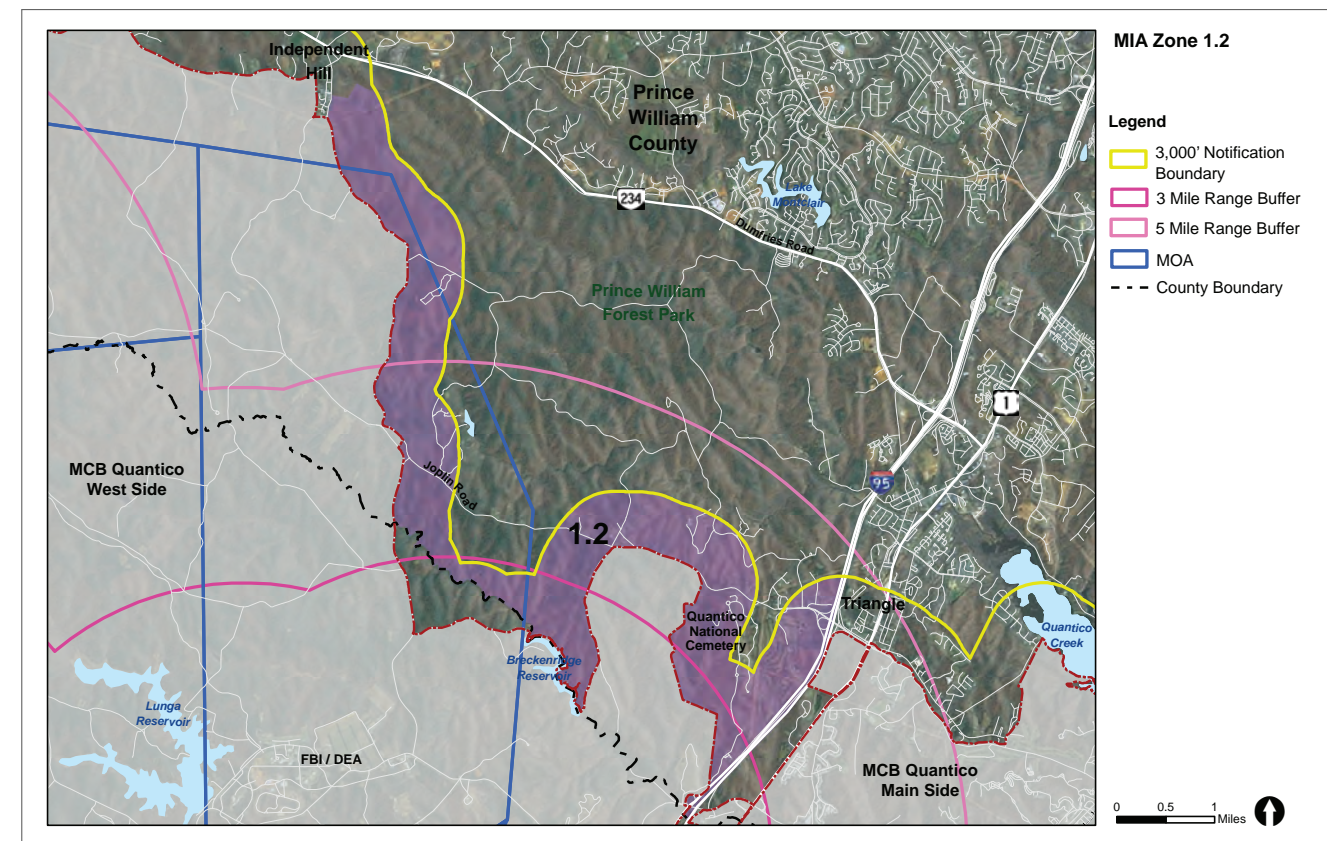 MIA Zone 1.2
Independent
Hill
Prince
William
County
Legend
3,000' Notification
Boundary
3 Mile Range Buffer
5 Mile Range Buffer
MOA
County Boundary
234
Lake
Montclair
Dumfries Road
Prince William
Forest Park
1
MCB Quantico
West Side
Joplin Road
95
1.2
Triangle
Quantico
National
Cemetery
Quantico
Creek
Breckenridge
Reservoir
Lunga
Reservoir
FBI / DEA
MCB Quantico
Main Side
0 0.5 1
Miles